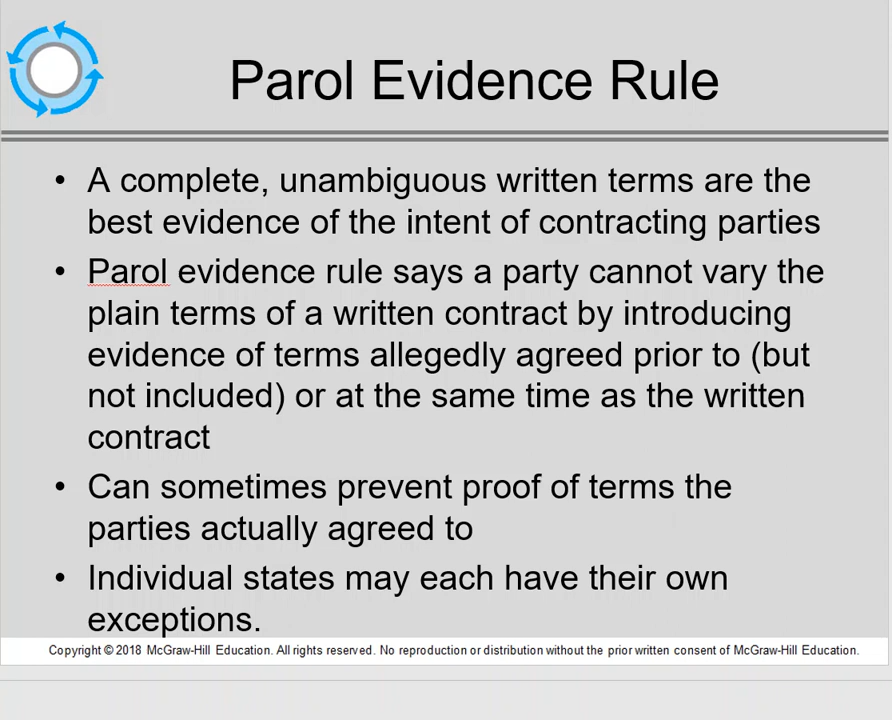 Parol Evidence Rule
• A complete, unambiguous written terms are the
best evidence of the intent of contracting parties
• Parol evidence rule says a party cannot vary the
plain terms of a written contract by introducing
evidence of terms allegedly agreed prior to (but
not included) or at the same time as the written
contract
• Can sometimes prevent proof of terms the
parties actually agreed to
• Individual states may each have their own
exceptions.
Copyright © 2018 McGraw-Hill Education. All rights reserved. No reproduction or distribution without the prior written consent of McGraw-Hill Education.